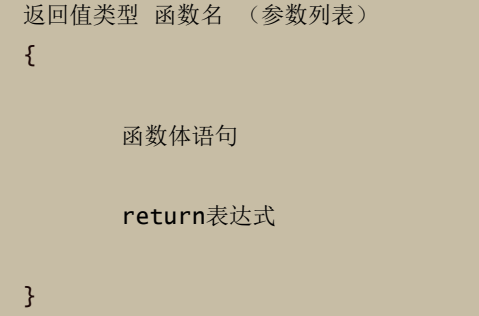 返回值类型 函数名 （参数列表）
{
函数体语句
return表达式
}